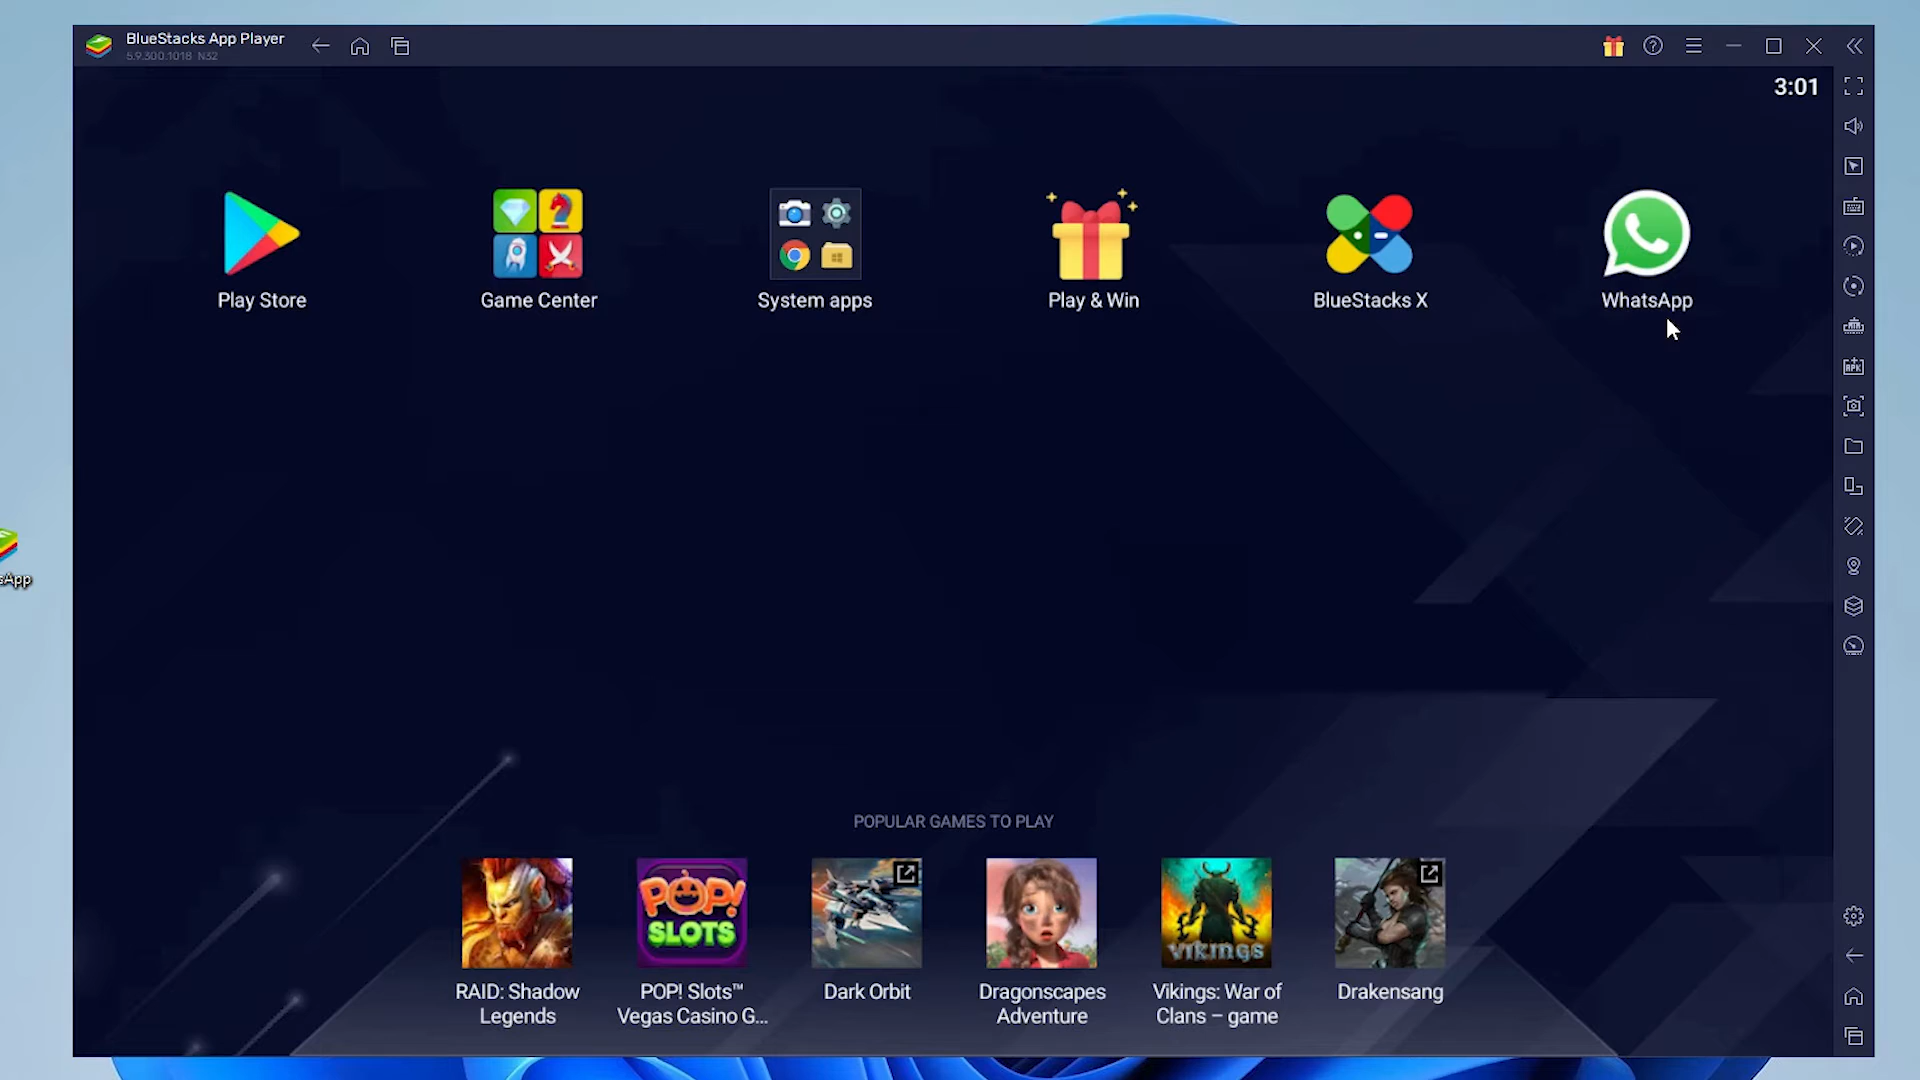 BlueStacks App Player
5.9.300.1018 N32
3:01
Play Store
Game Center
System apps
Play & Win
BlueStacks X
WhatsApp
sApp
POPULAR GAMES TO PLAY
POP!
SLOTS
VIKINGS
RAID: Shadow
Legends
POP! Slots™
Vegas Casino G...
Dark Orbit
Dragonscapes
Adventure
Vikings: War of
Clans – game
Drakensang